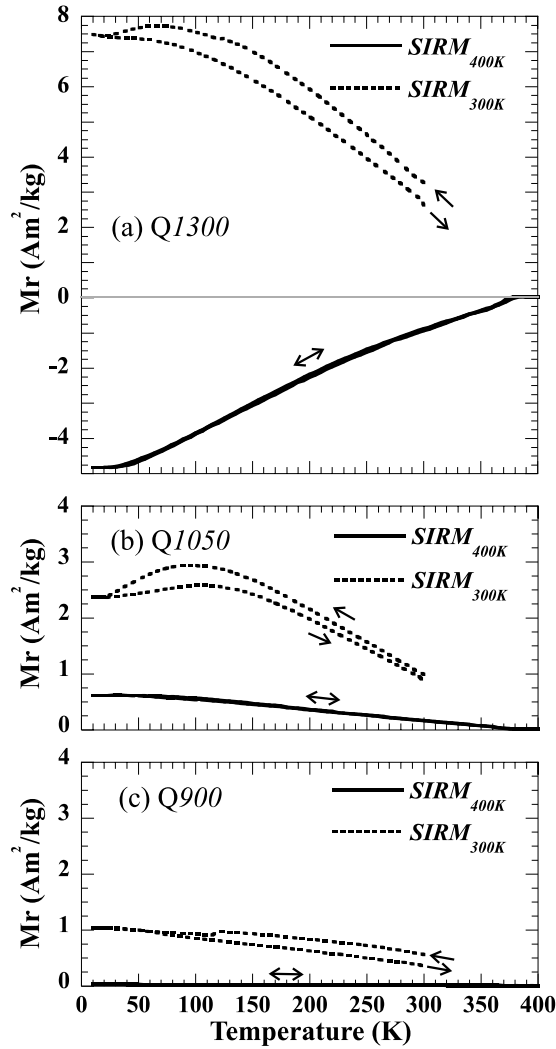 8
6
4
2
0
-2
-4
Mr (Am²/kg)
SIRM400K
SIRM300K
(a) Q1300
4
3
2
1
0
Mr (Am²/kg)
(b) Q1050
SIRM400K
SIRM300K
4
3
2
1
0
Mr (Am²/kg)
(c) Q900
SIRM400K
SIRM300K
0 50 100 150 200 250 300 350 400
Temperature (K)